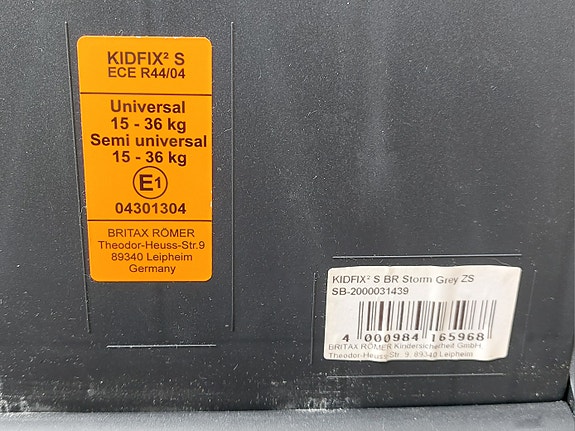 KIDFIX² S
ECE R44/04
Universal
15 - 36 kg
Semi universal
15 - 36 kg
E1
04301304
BRITAX RÖMER
Theodor-Heuss-Str.9
89340 Leipheim
Germany
KIDFIX² S BR Storm Grey ZS
SB-2000031439
4 000984 165968
BRITAX RÖMER Kindersicherheit GmbH
Theodor-Heuss-Str. 9, 89340 Leipheim